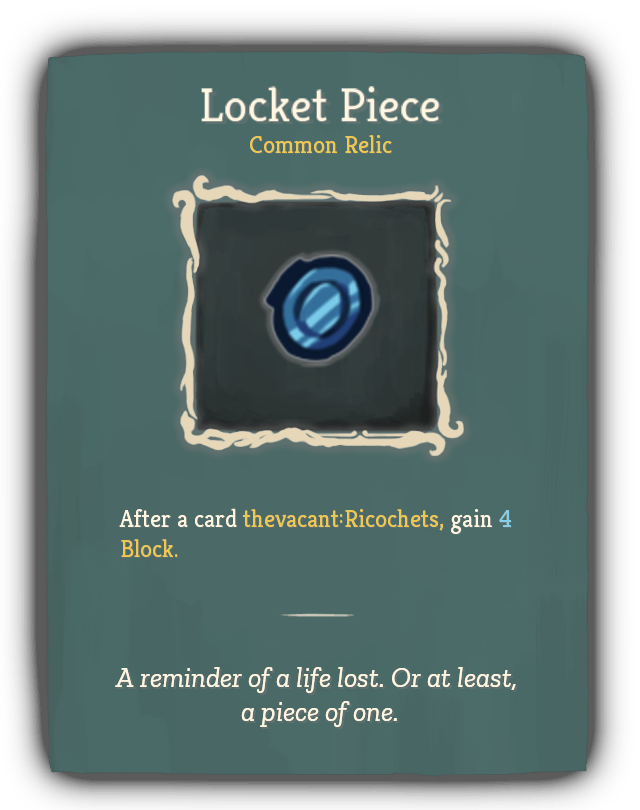 Locket Piece
Common Relic
After a card thevacant:Ricochets, gain 4
Block.
A reminder of a life lost. Or at least,
a piece of one.